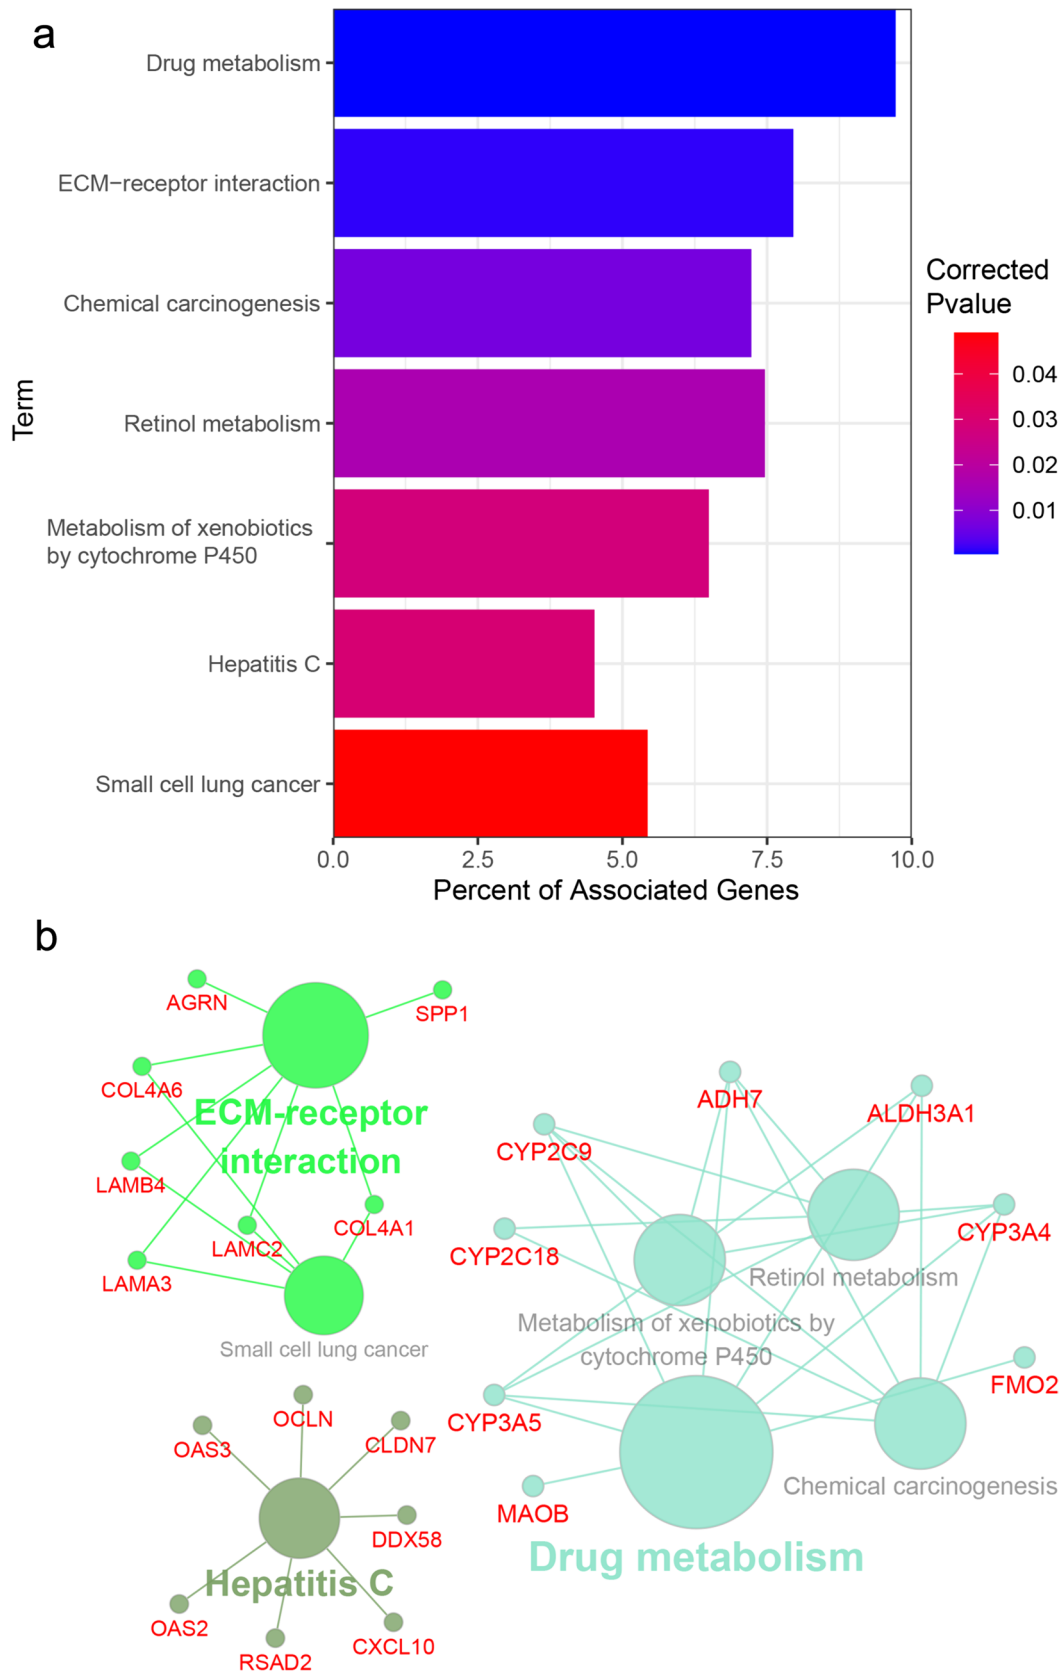 a
Drug metabolism
ECM−receptor interaction
Chemical carcinogenesis
Retinol metabolism
Metabolism of xenobiotics
by cytochrome P450
Hepatitis C
Small cell lung cancer
Term
0.0 2.5 5.0 7.5 10.0
Percent of Associated Genes
Corrected
Pvalue
0.04
0.03
0.02
0.01
b
AGRN
SPP1
COL4A6
ECM-receptor
interaction
LAMB4
COL4A1
LAMC2
LAMA3
Small cell lung cancer
ADH7
ALDH3A1
CYP2C9
CYP3A4
CYP2C18
Retinol metabolism
Metabolism of xenobiotics by
cytochrome P450
FMO2
CYP3A5
Chemical carcinogenesis
MAOB
Drug metabolism
OCLN
OAS3
CLDN7
DDX58
Hepatitis C
OAS2
CXCL10
RSAD2